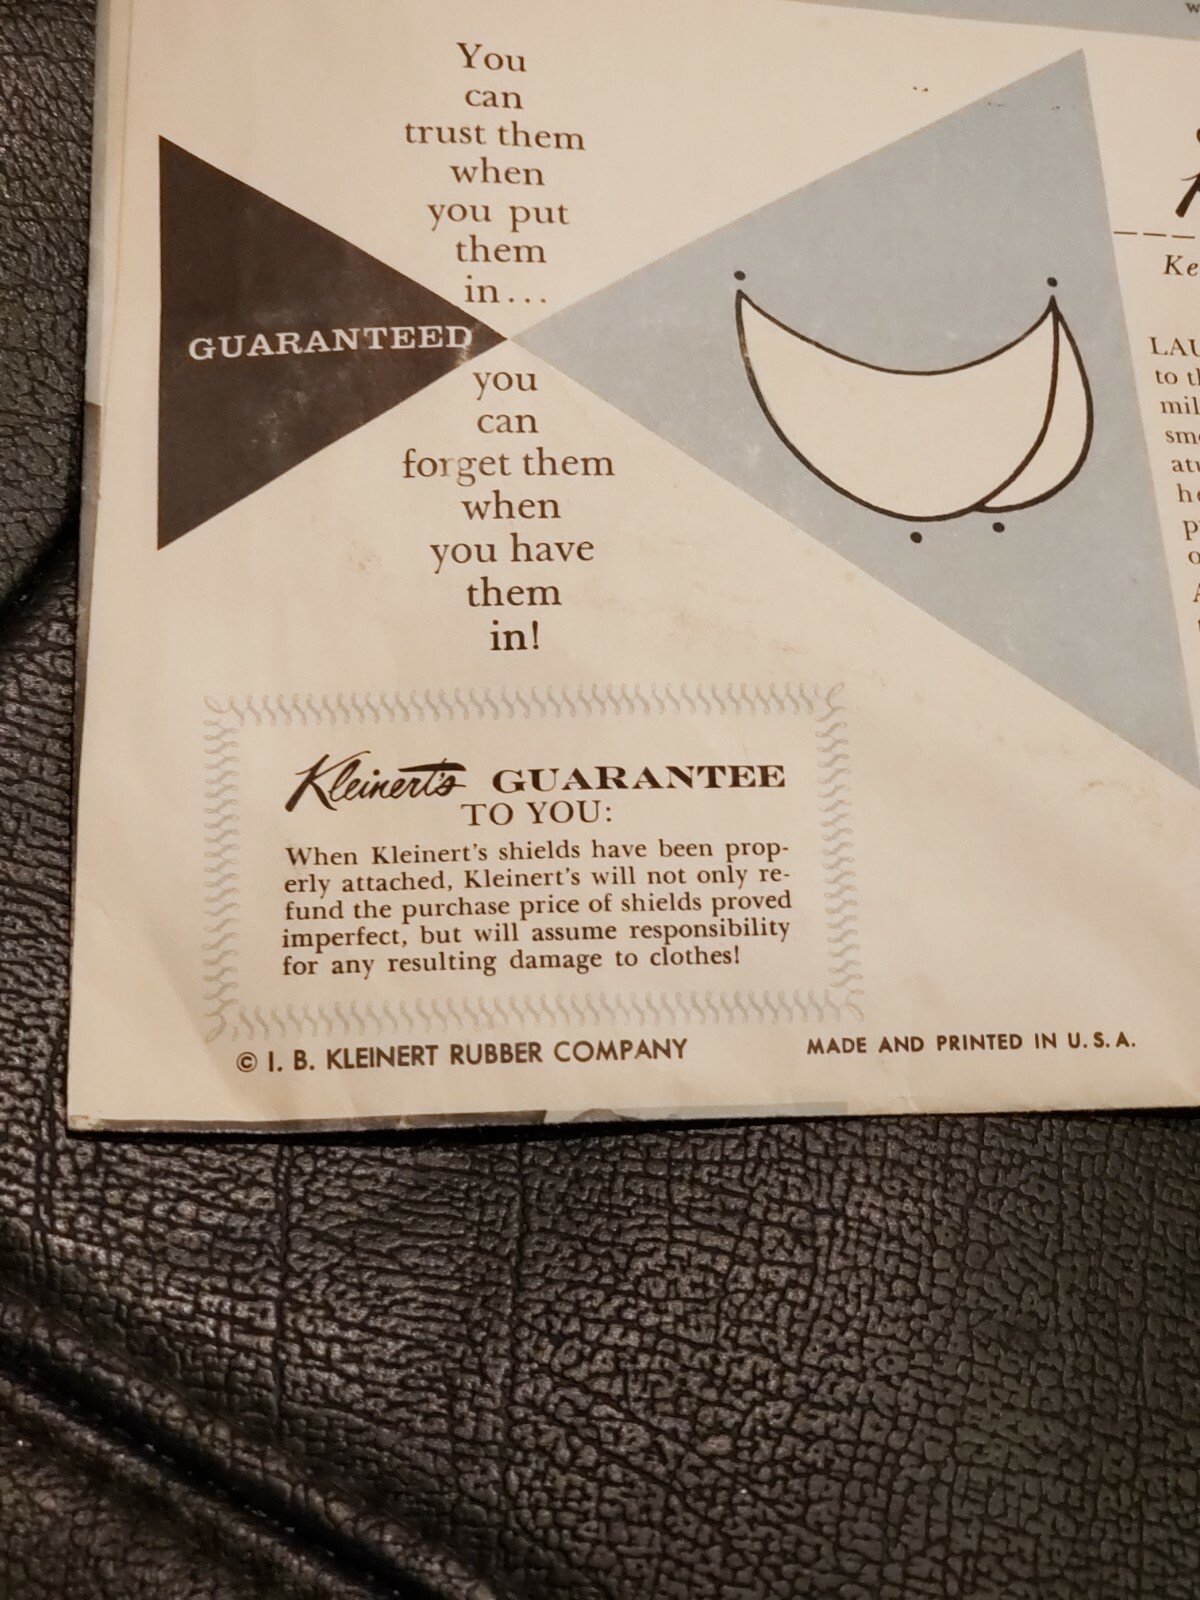 You
can
trust them
when
you put
them
in...
GUARANTEED
you
can
forget them
when
you have
them
in!
Kleinert's GUARANTEE
TO YOU:
When Kleinert's shields have been prop-
erly attached, Kleinert's will not only re-
fund the purchase price of shields proved
imperfect, but will assume responsibility
for any resulting damage to clothes!
© I. B. KLEINERT RUBBER COMPANY
MADE AND PRINTED IN U.S.A.